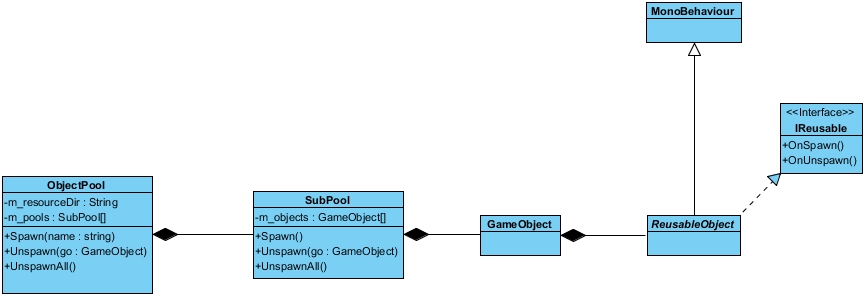 MonoBehaviour
<<Interface>>
IReusable
+OnSpawn()
+OnUnspawn()
ObjectPool
-m_resourceDir : String
-m_pools : SubPool[]
+Spawn(name : string)
+Unspawn(go : GameObject)
+UnspawnAll()
SubPool
-m_objects : GameObject[]
+Spawn()
+Unspawn(go : GameObject)
+UnspawnAll()
GameObject
ReusableObject